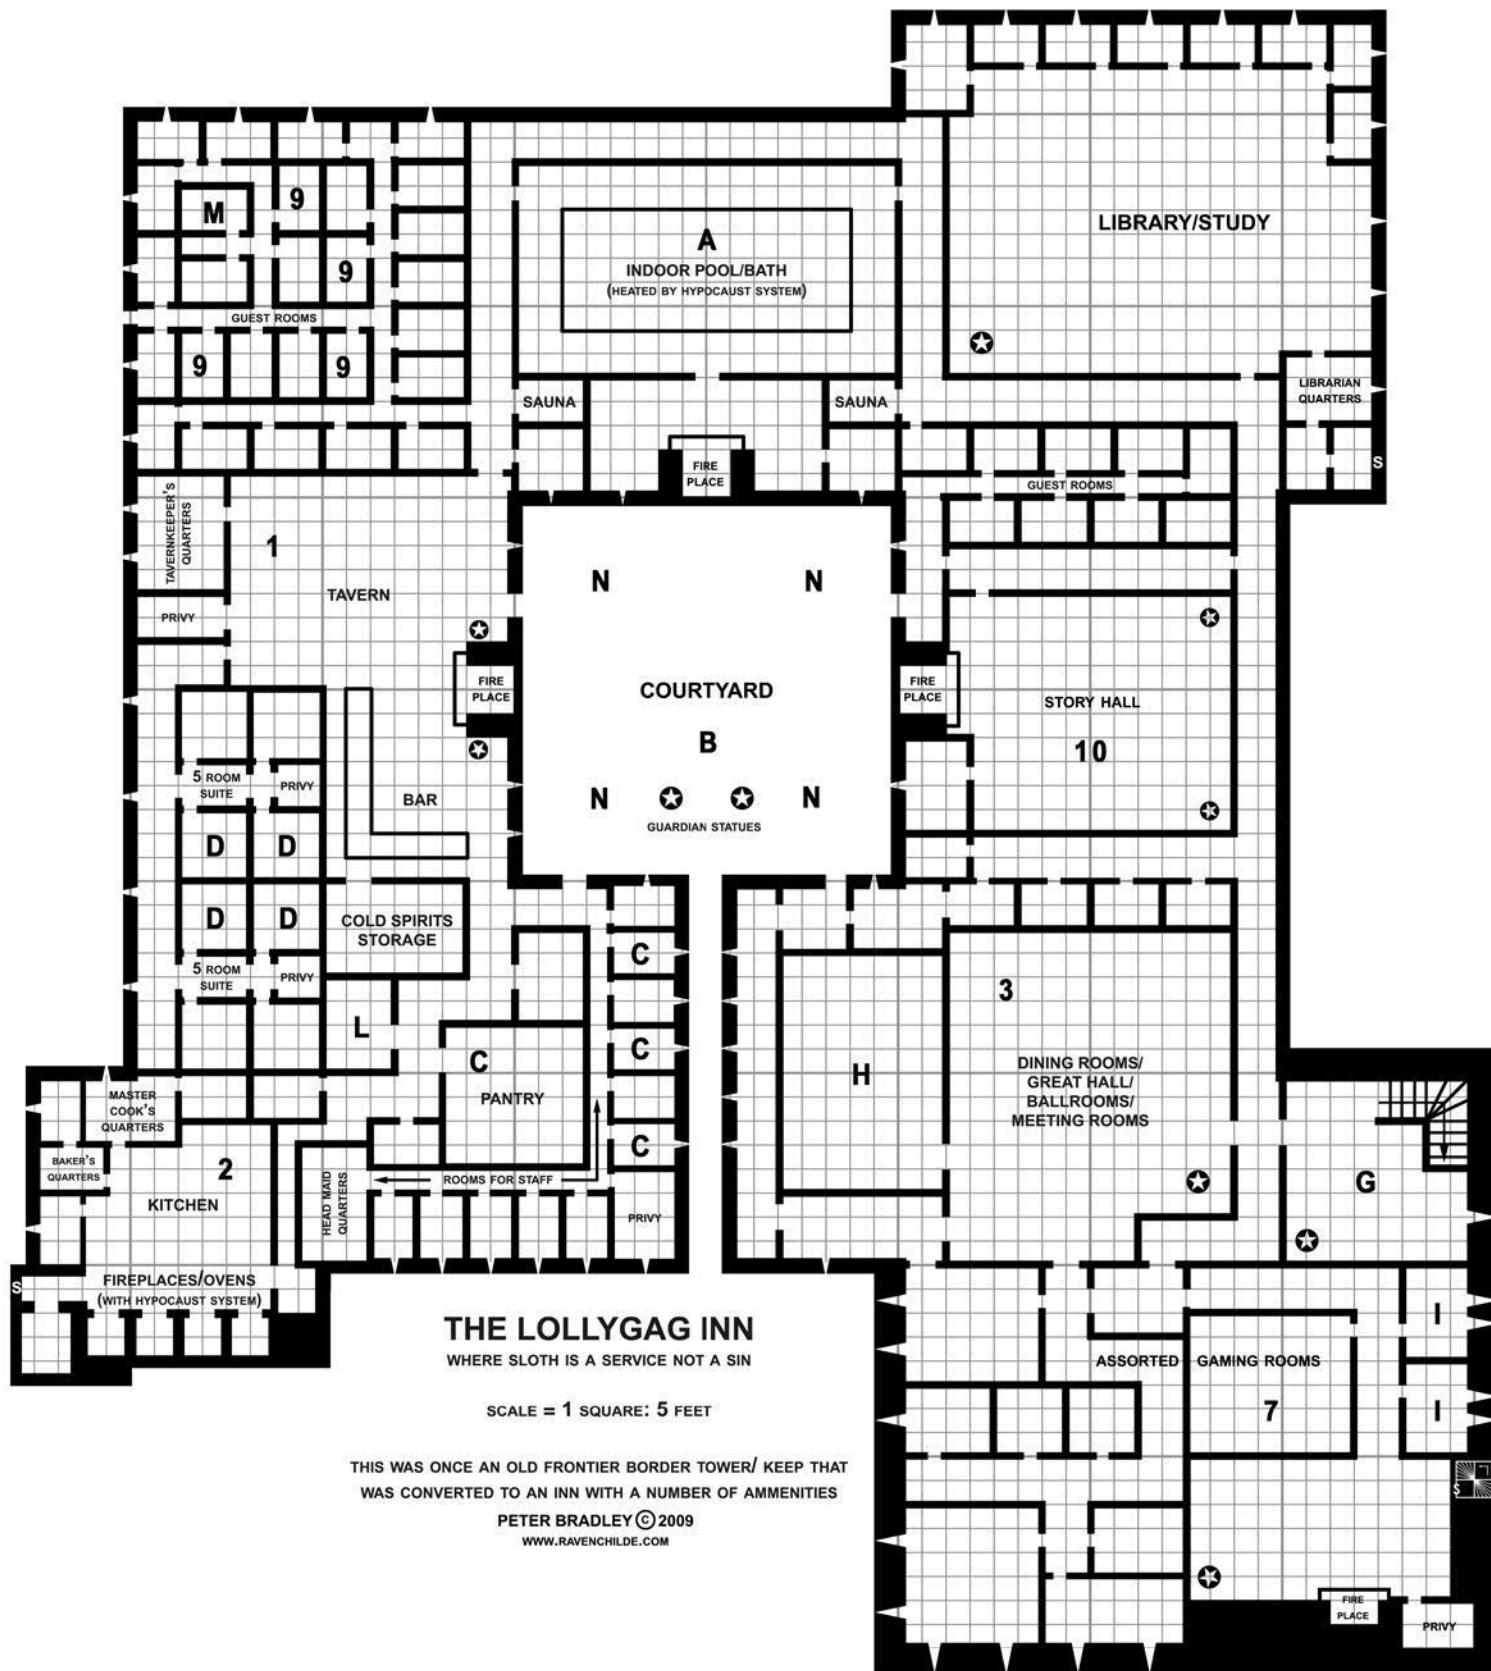 M
9
9
GUEST ROOMS
9
9
A
INDOOR POOL/BATH
(HEATED BY HYPOCAUST SYSTEM)
SAUNA
SAUNA
FIRE
PLACE
LIBRARY/STUDY
LIBRARIAN
QUARTERS
S
GUEST ROOMS
TAVERNKEEPER'S
QUARTERS
1
TAVERN
PRIVY
FIRE
PLACE
BAR
N
N
COURTYARD
B
N
N
GUARDIAN STATUES
FIRE
PLACE
STORY HALL
10
5 ROOM
SUITE
PRIVY
D
D
D
D
5 ROOM
SUITE
PRIVY
COLD SPIRITS
STORAGE
L
C
PANTRY
C
C
C
ROOMS FOR STAFF
PRIVY
HEAD MAID
QUARTERS
MASTER
COOK'S
QUARTERS
BAKER'S
QUARTERS
2
KITCHEN
S
FIREPLACES/OVENS
(WITH HYPOCAUST SYSTEM)
H
3
DINING ROOMS/
GREAT HALL/
BALLROOMS/
MEETING ROOMS
G
I
I
ASSORTED GAMING ROOMS
7
S
FIRE
PLACE
PRIVY
THE LOLLYGAG INN
WHERE SLOTH IS A SERVICE NOT A SIN
SCALE = 1 SQUARE: 5 FEET
THIS WAS ONCE AN OLD FRONTIER BORDER TOWER/ KEEP THAT
WAS CONVERTED TO AN INN WITH A NUMBER OF AMMENITIES
PETER BRADLEY © 2009
WWW.RAVENCHILDE.COM